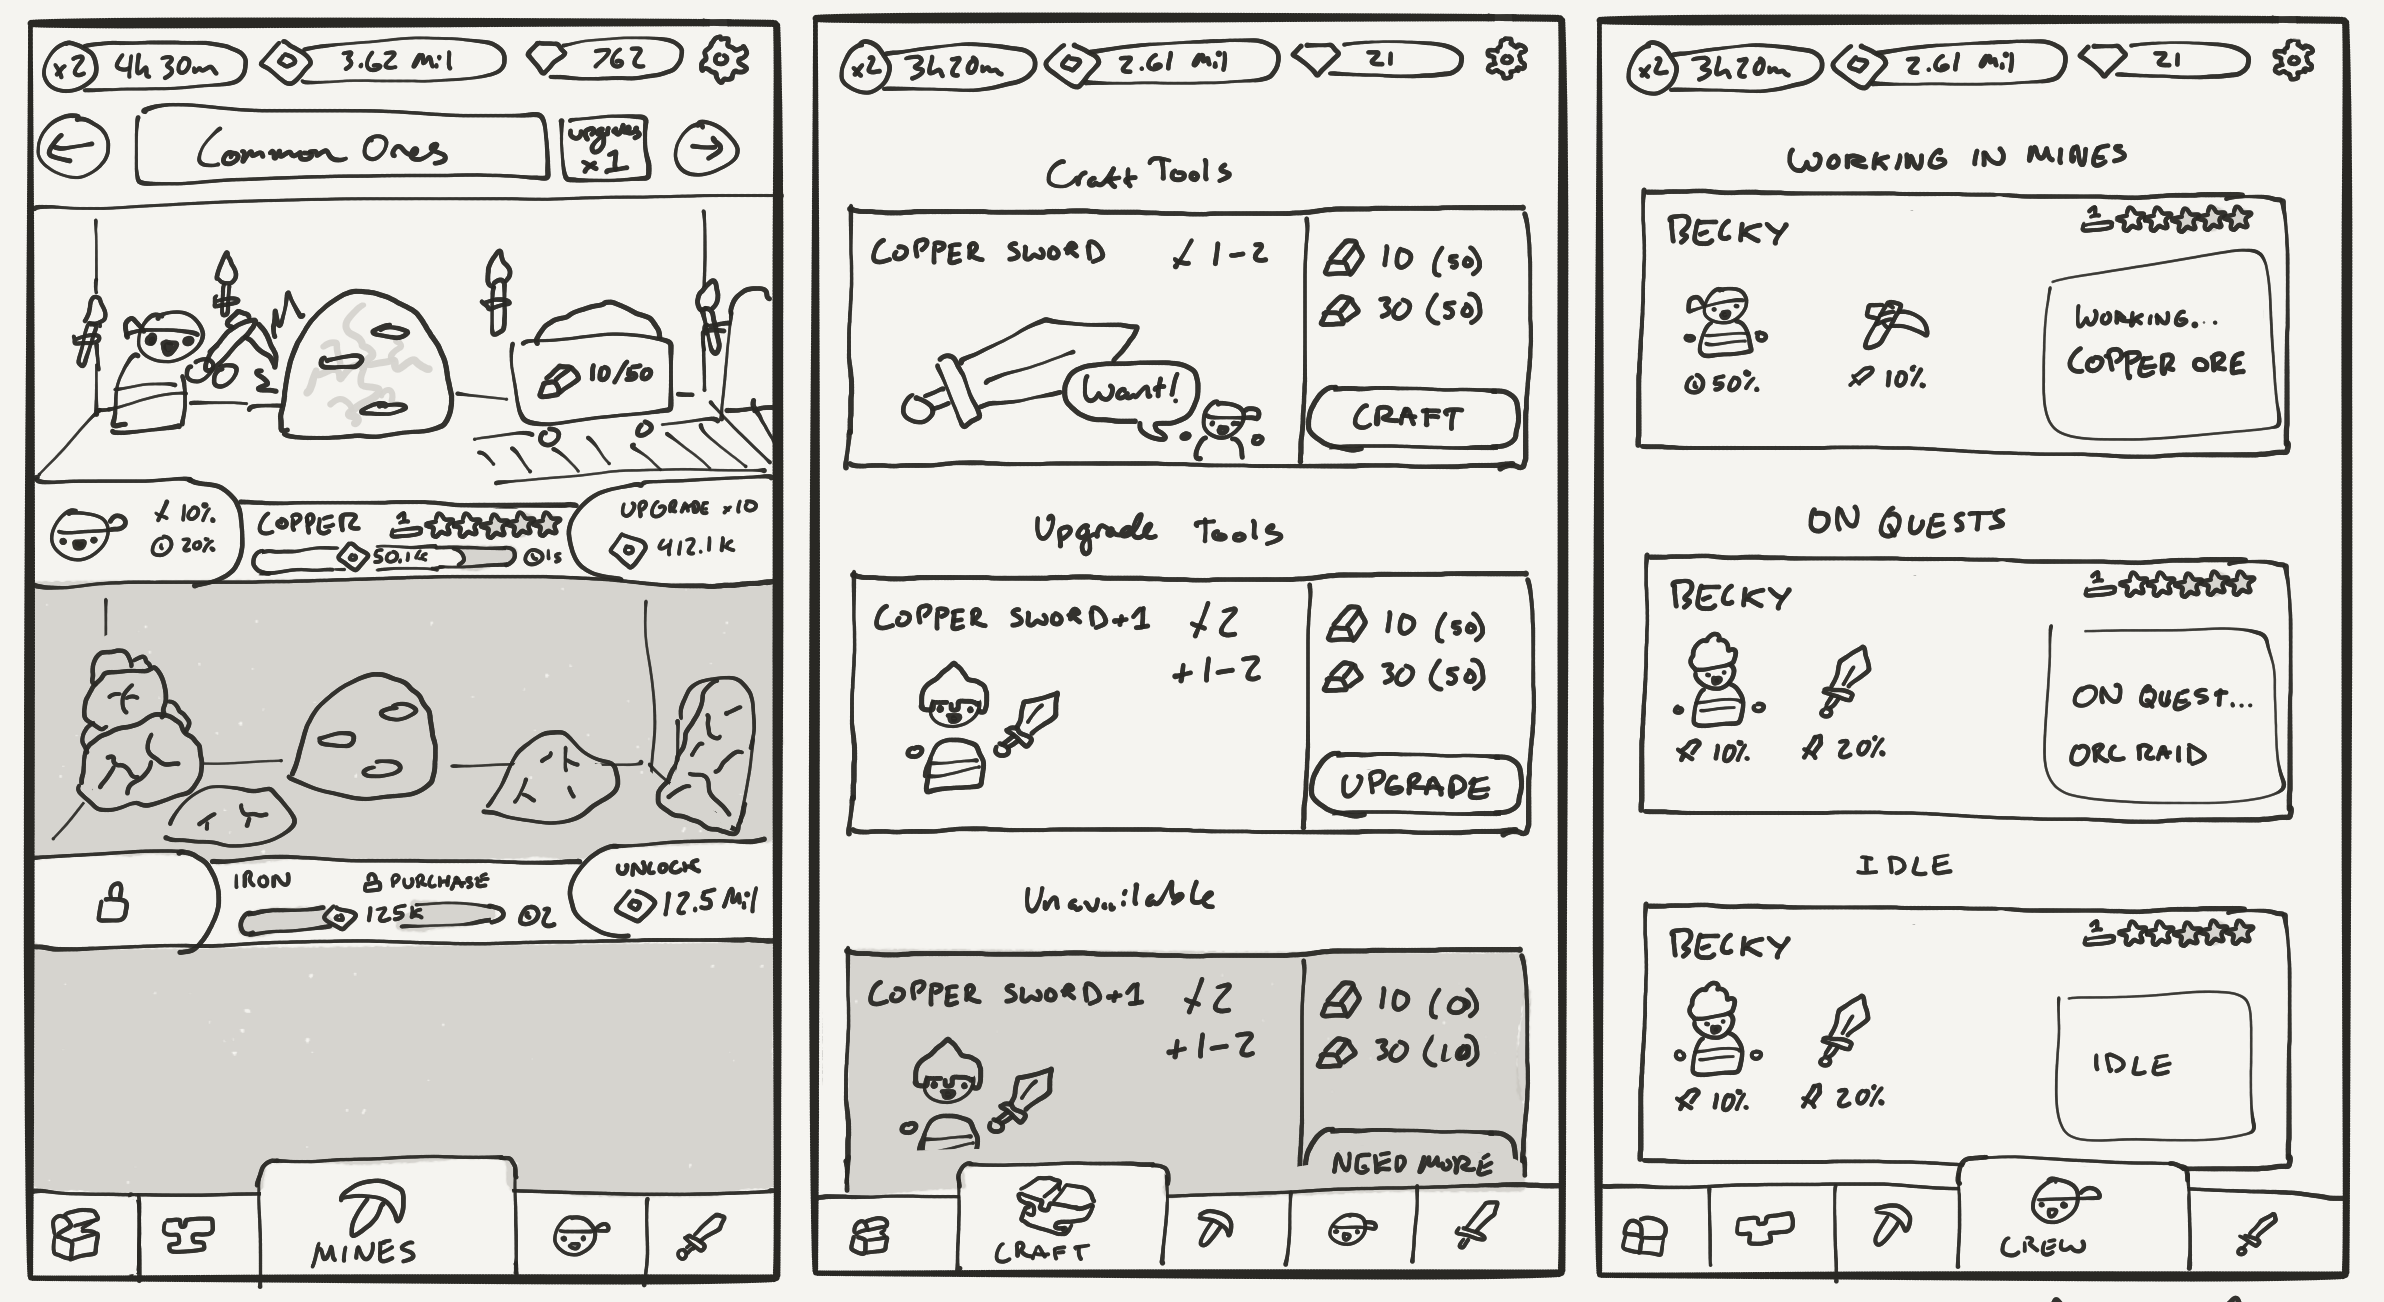 x2 4h 30m 3.62 Mil 762
Common Ones
upgrades
x1
10/50
10%
20%
COPPER 1
50.1K 1s
UPGRADE x10
412.1K
IRON PURCHASE
125K 2
UNLOCK
12.5 Mil
MINES
x2 3h20m 2.61 Mil 21
Craft Tools
COPPER SWORD 1-2
10 (50)
30 (50)
Want!
CRAFT
Upgrade Tools
COPPER SWORD+1 2
+1-2
10 (50)
30 (50)
UPGRADE
Unavailable
COPPER SWORD+1 2
+1-2
10 (0)
30 (10)
NEED MORE
CRAFT
x2 3h20m 2.61 Mil 21
WORKING IN MINES
BECKY 1
WORKING...
COPPER ORE
50% 10%
ON QUESTS
BECKY 1
ON QUEST...
ORC RAID
10% 20%
IDLE
BECKY 1
IDLE
10% 20%
CREW